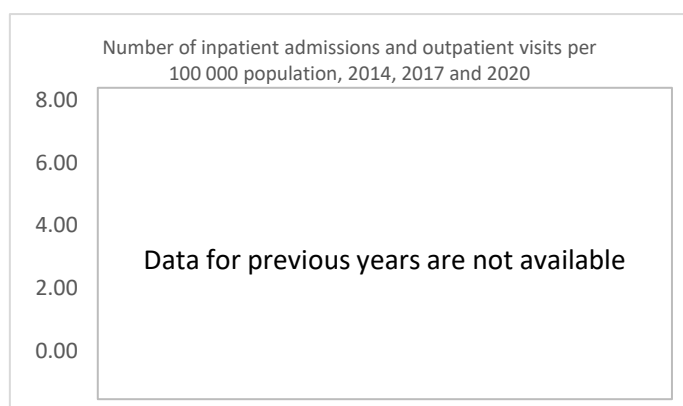 Number of inpatient admissions and outpatient visits per
100 000 population, 2014, 2017 and 2020
8.00
6.00
4.00
Data for previous years are not available
2.00
0.00